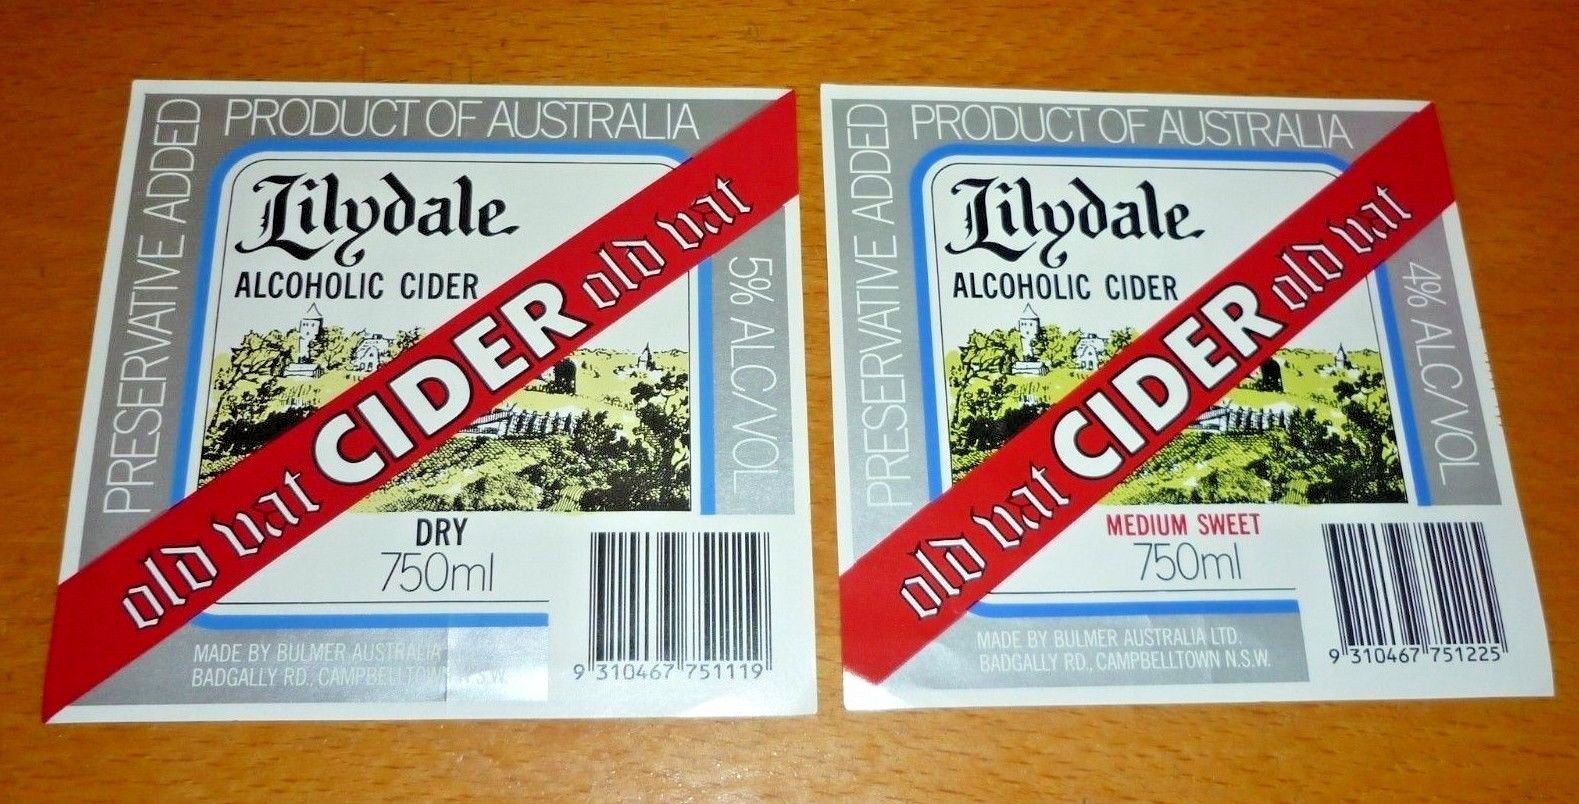 PRODUCT OF AUSTRALIA
PRESERVATIVE ADDED
Lilydale
ALCOHOLIC CIDER
old vat CIDER old vat
5% ALC/VOL
DRY
750ml
MADE BY BULMER AUSTRALIA
BADGALLY RD., CAMPBELLTOWN N.S.W.
9 310467 751119
PRODUCT OF AUSTRALIA
PRESERVATIVE ADDED
Lilydale
ALCOHOLIC CIDER
old vat CIDER old vat
4% ALC/VOL
MEDIUM SWEET
750ml
MADE BY BULMER AUSTRALIA LTD.
BADGALLY RD., CAMPBELLTOWN N.S.W.
9 310467 751225